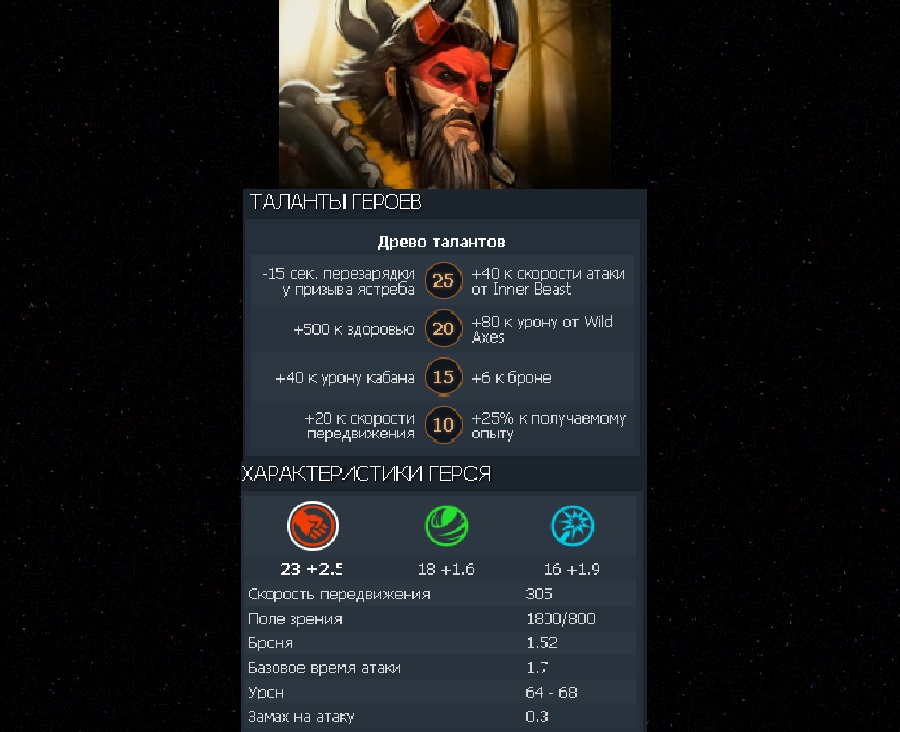 ТАЛАНТЫ ГЕРОЕВ
Древо талантов
-15 сек. перезарядки
у призыва ястреба
25
+40 к скорости атаки
от Inner Beast
+500 к здоровью
20
+80 к урону от Wild
Axes
+40 к урону кабана
15
+6 к броне
+20 к скорости
передвижения
10
+25% к получаемому
опыту
ХАРАКТЕРИСТИКИ ГЕРСЯ
23 +2.5
18 +1.6
16 +1.9
Скорость передвижения 305
Поле зрения 1800/800
Брсня 1.52
Базовое время атаки 1.7
Урсн 64 - 68
Замах на атаку 0.3